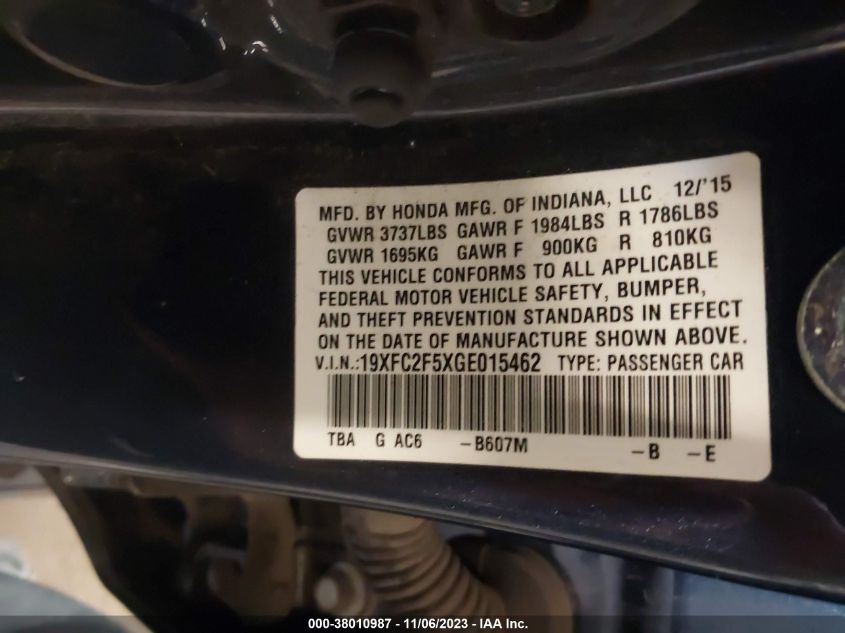 MFD. BY HONDA MFG. OF INDIANA, LLC 12/'15
GVWR 3737LBS GAWR F 1984LBS R 1786LBS
GVWR 1695KG GAWR F 900KG R 810KG
THIS VEHICLE CONFORMS TO ALL APPLICABLE
FEDERAL MOTOR VEHICLE SAFETY, BUMPER,
AND THEFT PREVENTION STANDARDS IN EFFECT
ON THE DATE OF MANUFACTURE SHOWN ABOVE.
V.I.N.:19XFC2F5XGE015462 TYPE: PASSENGER CAR
TBA G AC6 -B607M -B -E
000-38010987 - 11/06/2023 - IAA Inc.